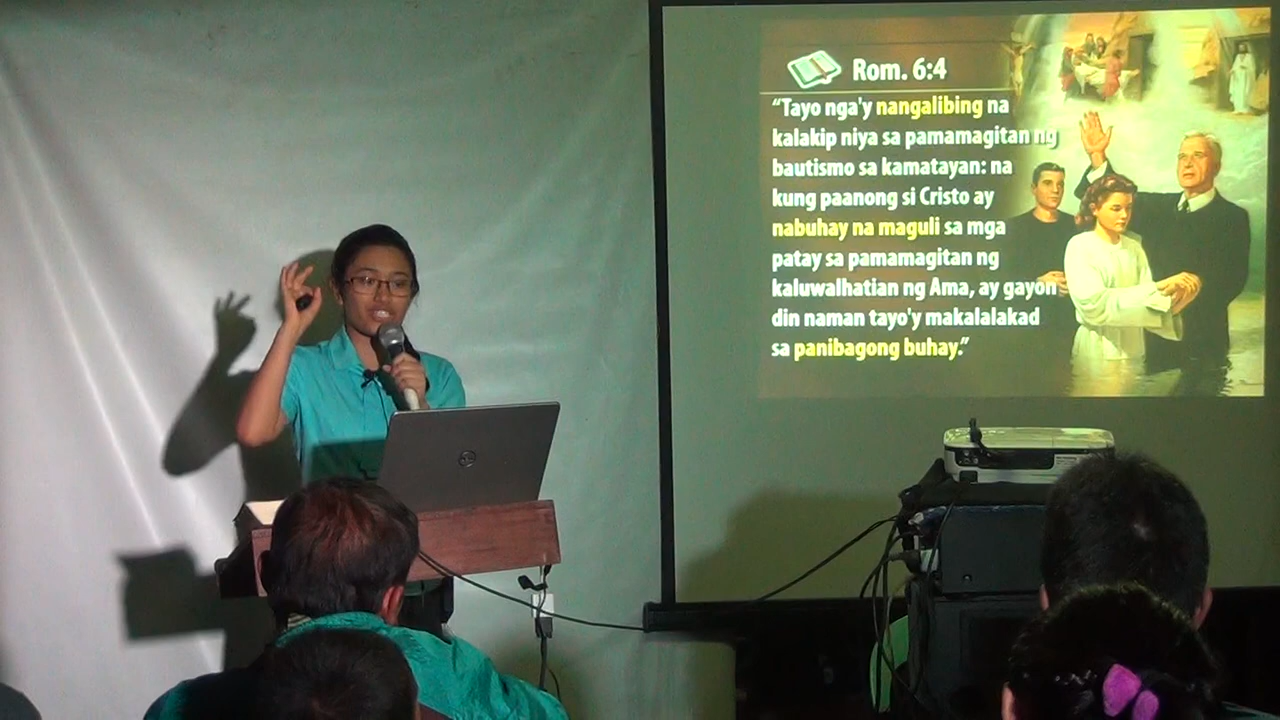 Rom. 6:4
“Tayo nga'y nangalibing na
kalakip niya sa pamamagitan ng
bautismo sa kamatayan: na
kung paanong si Cristo ay
nabuhay na maguli sa mga
patay sa pamamagitan ng
kaluwalhatian ng Ama, ay gayon
din naman tayo'y makalalakad
sa panibagong buhay.”
DELL